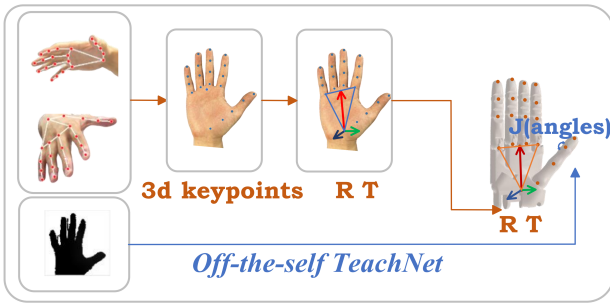 J(angles)
3d keypoints
R T
R T
Off-the-self TeachNet